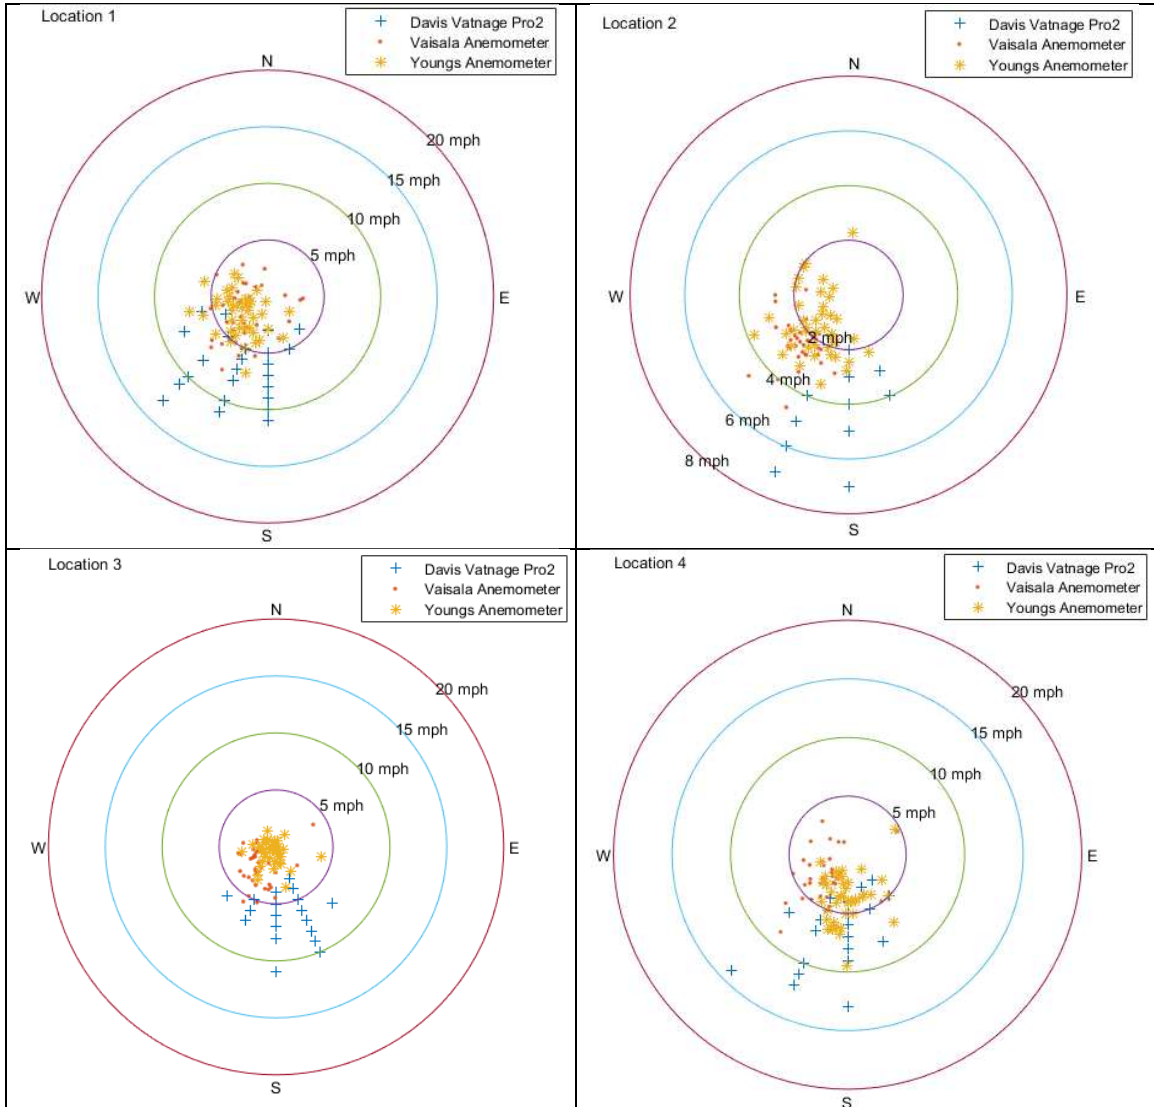 Location 1
Davis Vatnage Pro2
Vaisala Anemometer
Youngs Anemometer
N
20 mph
15 mph
10 mph
5 mph
W
E
S
Location 2
Davis Vatnage Pro2
Vaisala Anemometer
Youngs Anemometer
N
W
E
2 mph
4 mph
6 mph
8 mph
S
Location 3
Davis Vatnage Pro2
Vaisala Anemometer
Youngs Anemometer
N
20 mph
15 mph
10 mph
5 mph
W
E
S
Location 4
Davis Vatnage Pro2
Vaisala Anemometer
Youngs Anemometer
N
20 mph
15 mph
10 mph
5 mph
W
E
S